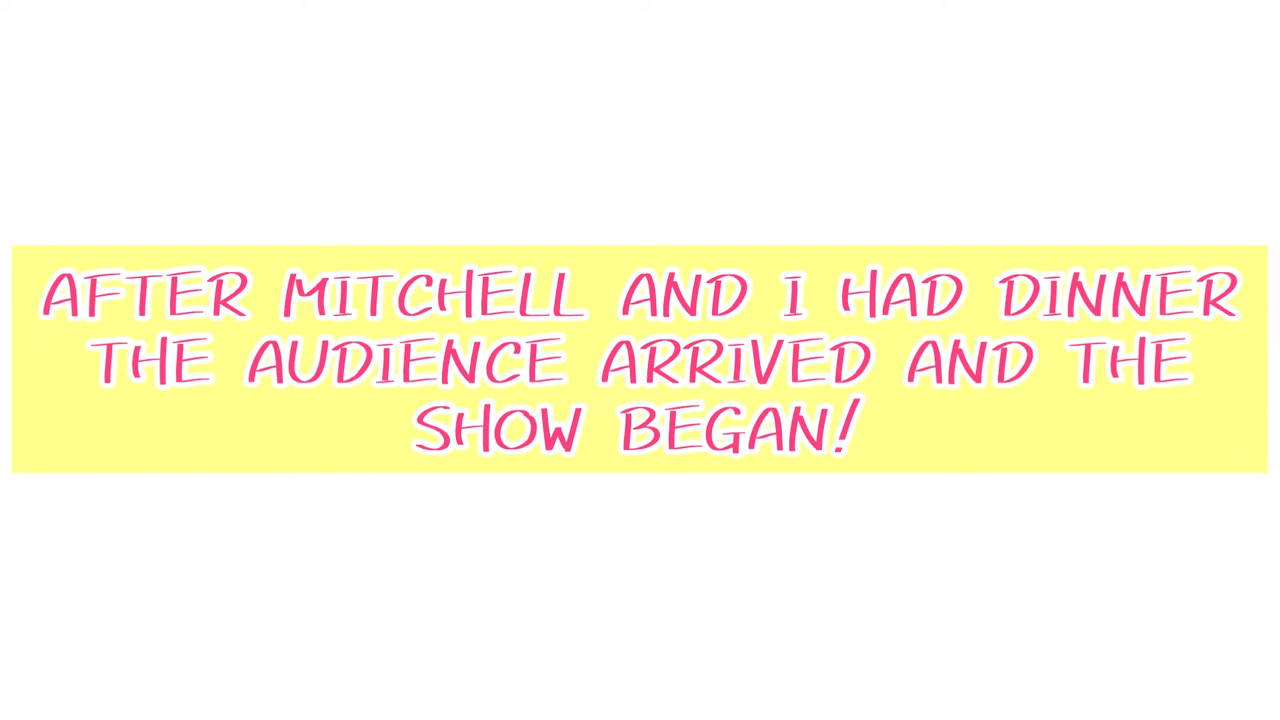 AFTER MITCHELL AND I HAD DINNER
THE AUDIENCE ARRIVED AND THE
SHOW BEGAN!